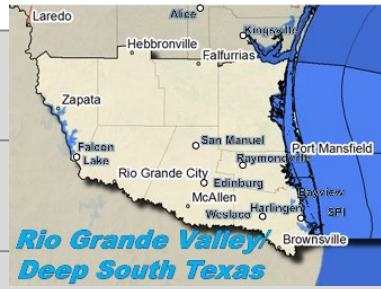 Laredo
Alice
Kingsville
Hebbronville
Falfurrias
Zapata
San Manuel
Port Mansfield
Falcon
Lake
Raymondville
Rio Grande City
Edinburg
McAllen
Bayview
Weslaco
Harlingen
SPI
Brownsville
Rio Grande Valley/
Deep South Texas